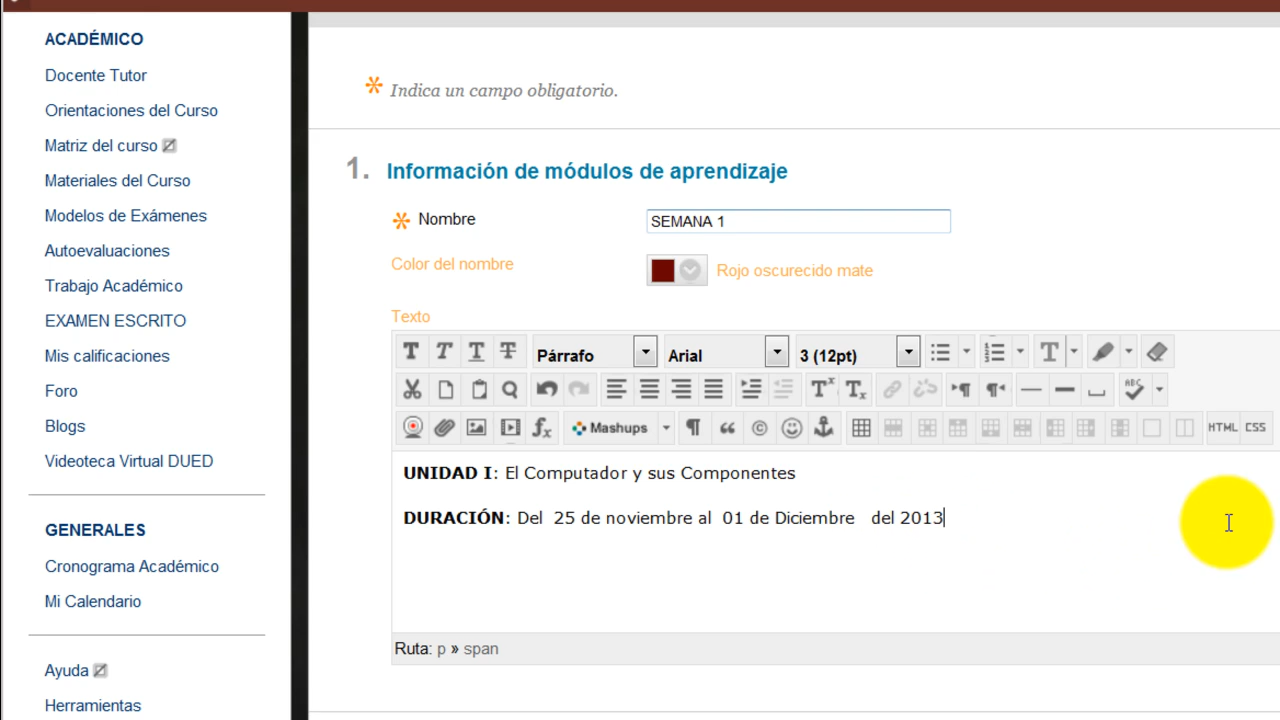 ACADÉMICO
Docente Tutor
Orientaciones del Curso
Matriz del curso
Materiales del Curso
Modelos de Exámenes
Autoevaluaciones
Trabajo Académico
EXAMEN ESCRITO
Mis calificaciones
Foro
Blogs
Videoteca Virtual DUED
GENERALES
Cronograma Académico
Mi Calendario
Ayuda
Herramientas
* Indica un campo obligatorio.
1. Información de módulos de aprendizaje
* Nombre SEMANA 1
Color del nombre Rojo oscurecido mate
Texto
T T T T Párrafo Arial 3 (12pt) T
Tx Tx ABC
fx Mashups HTML CSS
UNIDAD I: El Computador y sus Componentes
DURACIÓN: Del 25 de noviembre al 01 de Diciembre del 2013
Ruta: p » span